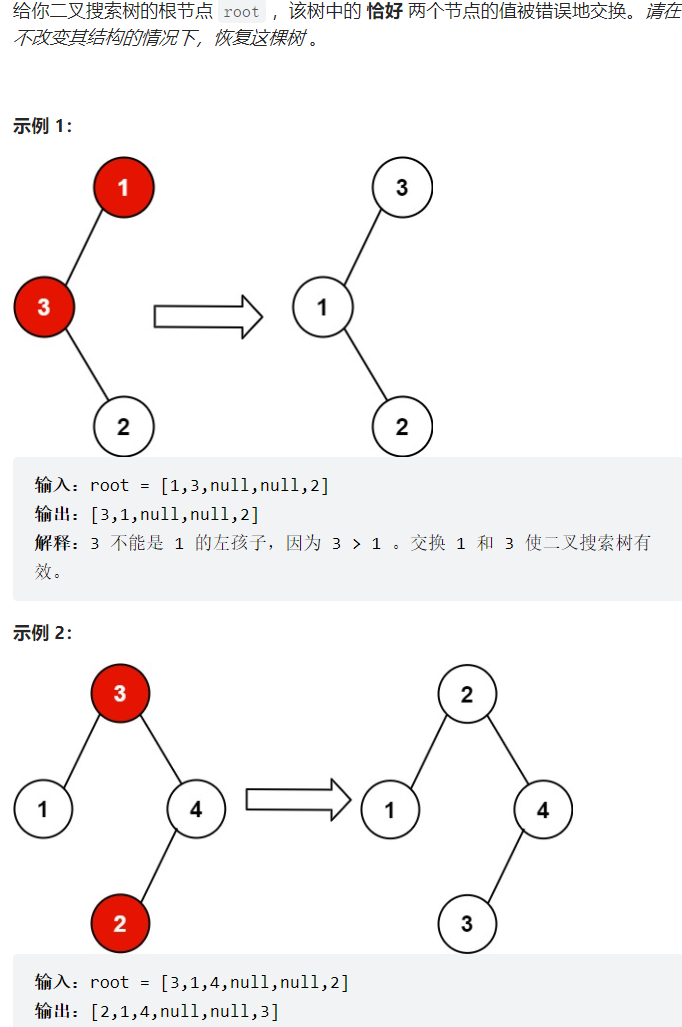 给你二叉搜索树的根节点 root ，该树中的 恰好 两个节点的值被错误地交换。请在
不改变其结构的情况下，恢复这棵树 。
示例 1：
1
3
3
1
2
2
输入：root = [1,3,null,null,2]
输出：[3,1,null,null,2]
解释：3 不能是 1 的左孩子，因为 3 > 1 。交换 1 和 3 使二叉搜索树有
效。
示例 2：
3
2
1
4
1
4
2
3
输入：root = [3,1,4,null,null,2]
输出：[2,1,4,null,null,3]